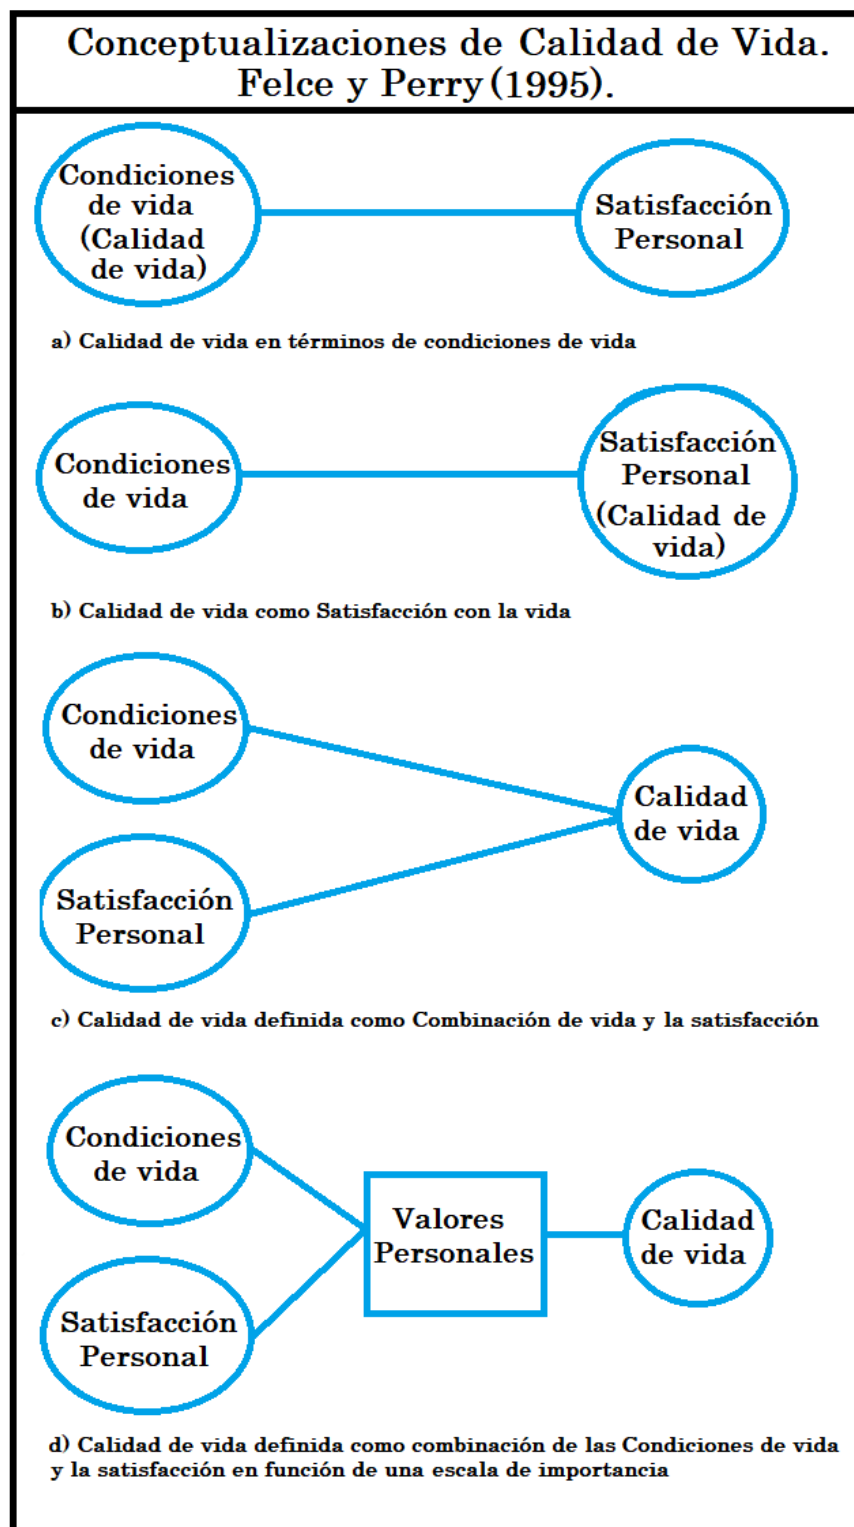 Conceptualizaciones de Calidad de Vida.
Felce y Perry (1995).
Condiciones
de vida
(Calidad
de vida)
Satisfacción
Personal
a) Calidad de vida en términos de condiciones de vida
Condiciones
de vida
Satisfacción
Personal
(Calidad de
vida)
b) Calidad de vida como Satisfacción con la vida
Condiciones
de vida
Satisfacción
Personal
Calidad
de vida
c) Calidad de vida definida como Combinación de vida y la satisfacción
Condiciones
de vida
Satisfacción
Personal
Valores
Personales
Calidad
de vida
d) Calidad de vida definida como combinación de las Condiciones de vida
y la satisfacción en función de una escala de importancia